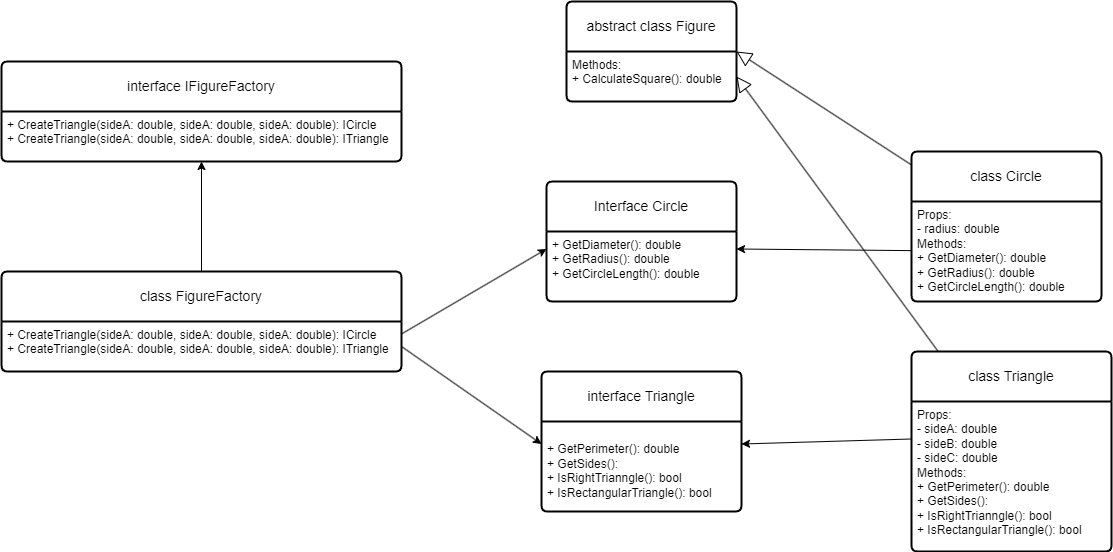 abstract class Figure
Methods:
+ CalculateSquare(): double
interface IFigureFactory
+ CreateTriangle(sideA: double, sideA: double, sideA: double): ICircle
+ CreateTriangle(sideA: double, sideA: double, sideA: double): ITriangle
class Circle
Props:
- radius: double
Methods:
+ GetDiameter(): double
+ GetRadius(): double
+ GetCircleLength(): double
Interface Circle
+ GetDiameter(): double
+ GetRadius(): double
+ GetCircleLength(): double
class FigureFactory
+ CreateTriangle(sideA: double, sideA: double, sideA: double): ICircle
+ CreateTriangle(sideA: double, sideA: double, sideA: double): ITriangle
interface Triangle
+ GetPerimeter(): double
+ GetSides():
+ IsRightTrianngle(): bool
+ IsRectangularTriangle(): bool
class Triangle
Props:
- sideA: double
- sideB: double
- sideC: double
Methods:
+ GetPerimeter(): double
+ GetSides():
+ IsRightTrianngle(): bool
+ IsRectangularTriangle(): bool